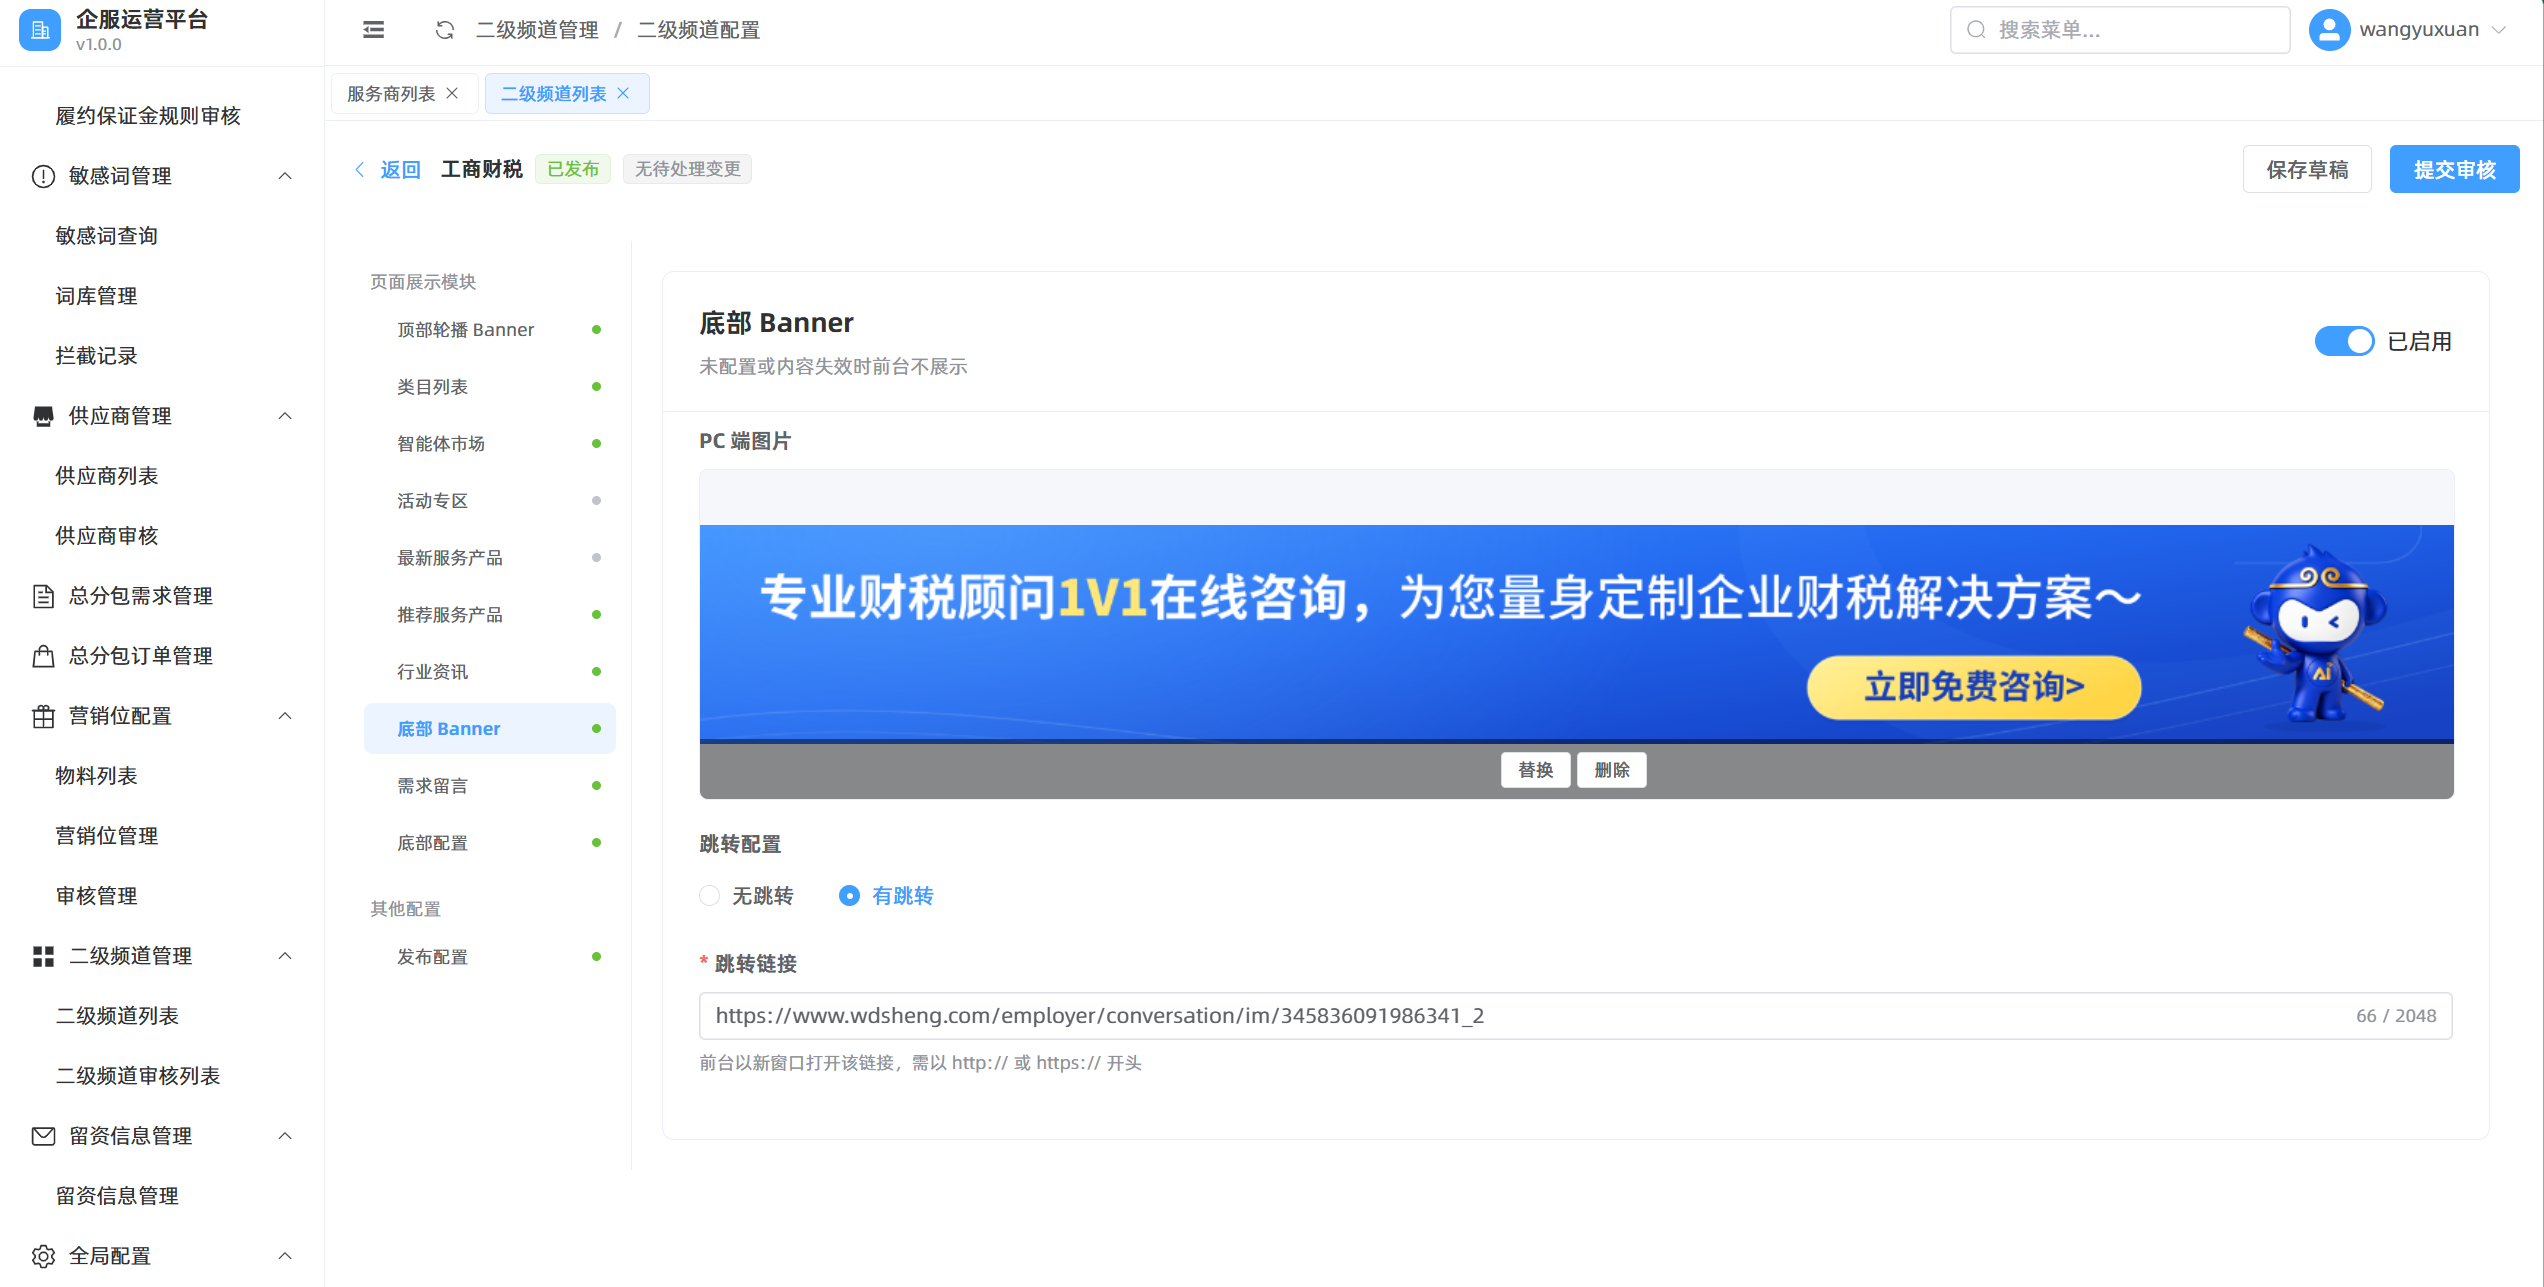 企服运营平台
v1.0.0
二级频道管理 / 二级频道配置
搜索菜单...
wangyuxuan
服务商列表
二级频道列表
履约保证金规则审核
敏感词管理
敏感词查询
词库管理
拦截记录
供应商管理
供应商列表
供应商审核
总分包需求管理
总分包订单管理
营销位配置
物料列表
营销位管理
审核管理
二级频道管理
二级频道列表
二级频道审核列表
留资信息管理
留资信息管理
全局配置
返回 工商财税 已发布 无待处理变更
保存草稿 提交审核
页面展示模块
顶部轮播 Banner
类目列表
智能体市场
活动专区
最新服务产品
推荐服务产品
行业资讯
底部 Banner
需求留言
底部配置
其他配置
发布配置
底部 Banner
未配置或内容失效时前台不展示
已启用
PC 端图片
专业财税顾问1V1在线咨询，为您量身定制企业财税解决方案～
立即免费咨询>
Ai
替换 删除
跳转配置
无跳转 有跳转
* 跳转链接
https://www.wdsheng.com/employer/conversation/im/345836091986341_2
66 / 2048
前台以新窗口打开该链接，需以 http:// 或 https:// 开头